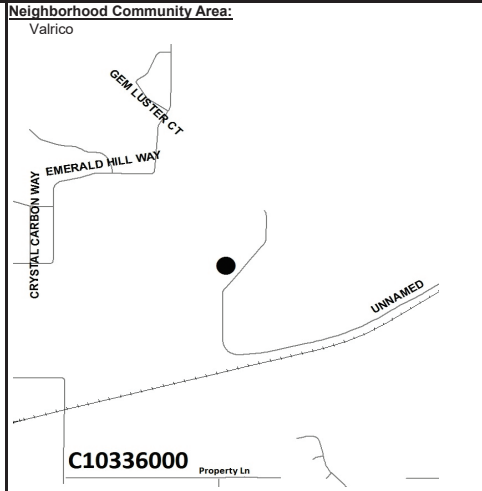 Neighborhood Community Area:
Valrico
GEM LUSTER CT
EMERALD HILL WAY
CRYSTAL CARBON WAY
UNNAMED
C10336000
Property Ln